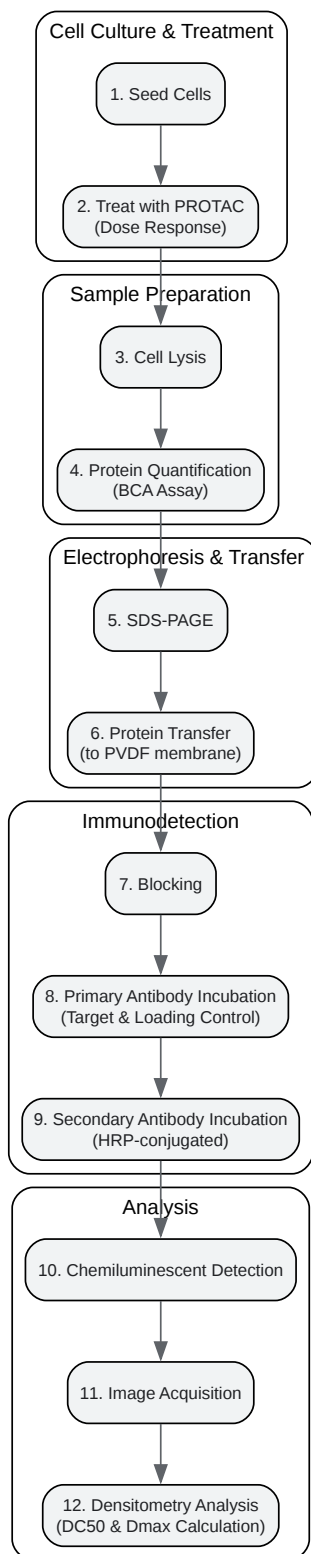 Cell Culture & Treatment
1. Seed Cells
2. Treat with PROTAC
(Dose Response)
Sample Preparation
3. Cell Lysis
4. Protein Quantification
(BCA Assay)
Electrophoresis & Transfer
5. SDS-PAGE
6. Protein Transfer
(to PVDF membrane)
Immunodetection
7. Blocking
8. Primary Antibody Incubation
(Target & Loading Control)
9. Secondary Antibody Incubation
(HRP-conjugated)
Analysis
10. Chemiluminescent Detection
11. Image Acquisition
12. Densitometry Analysis
(DC50 & Dmax Calculation)